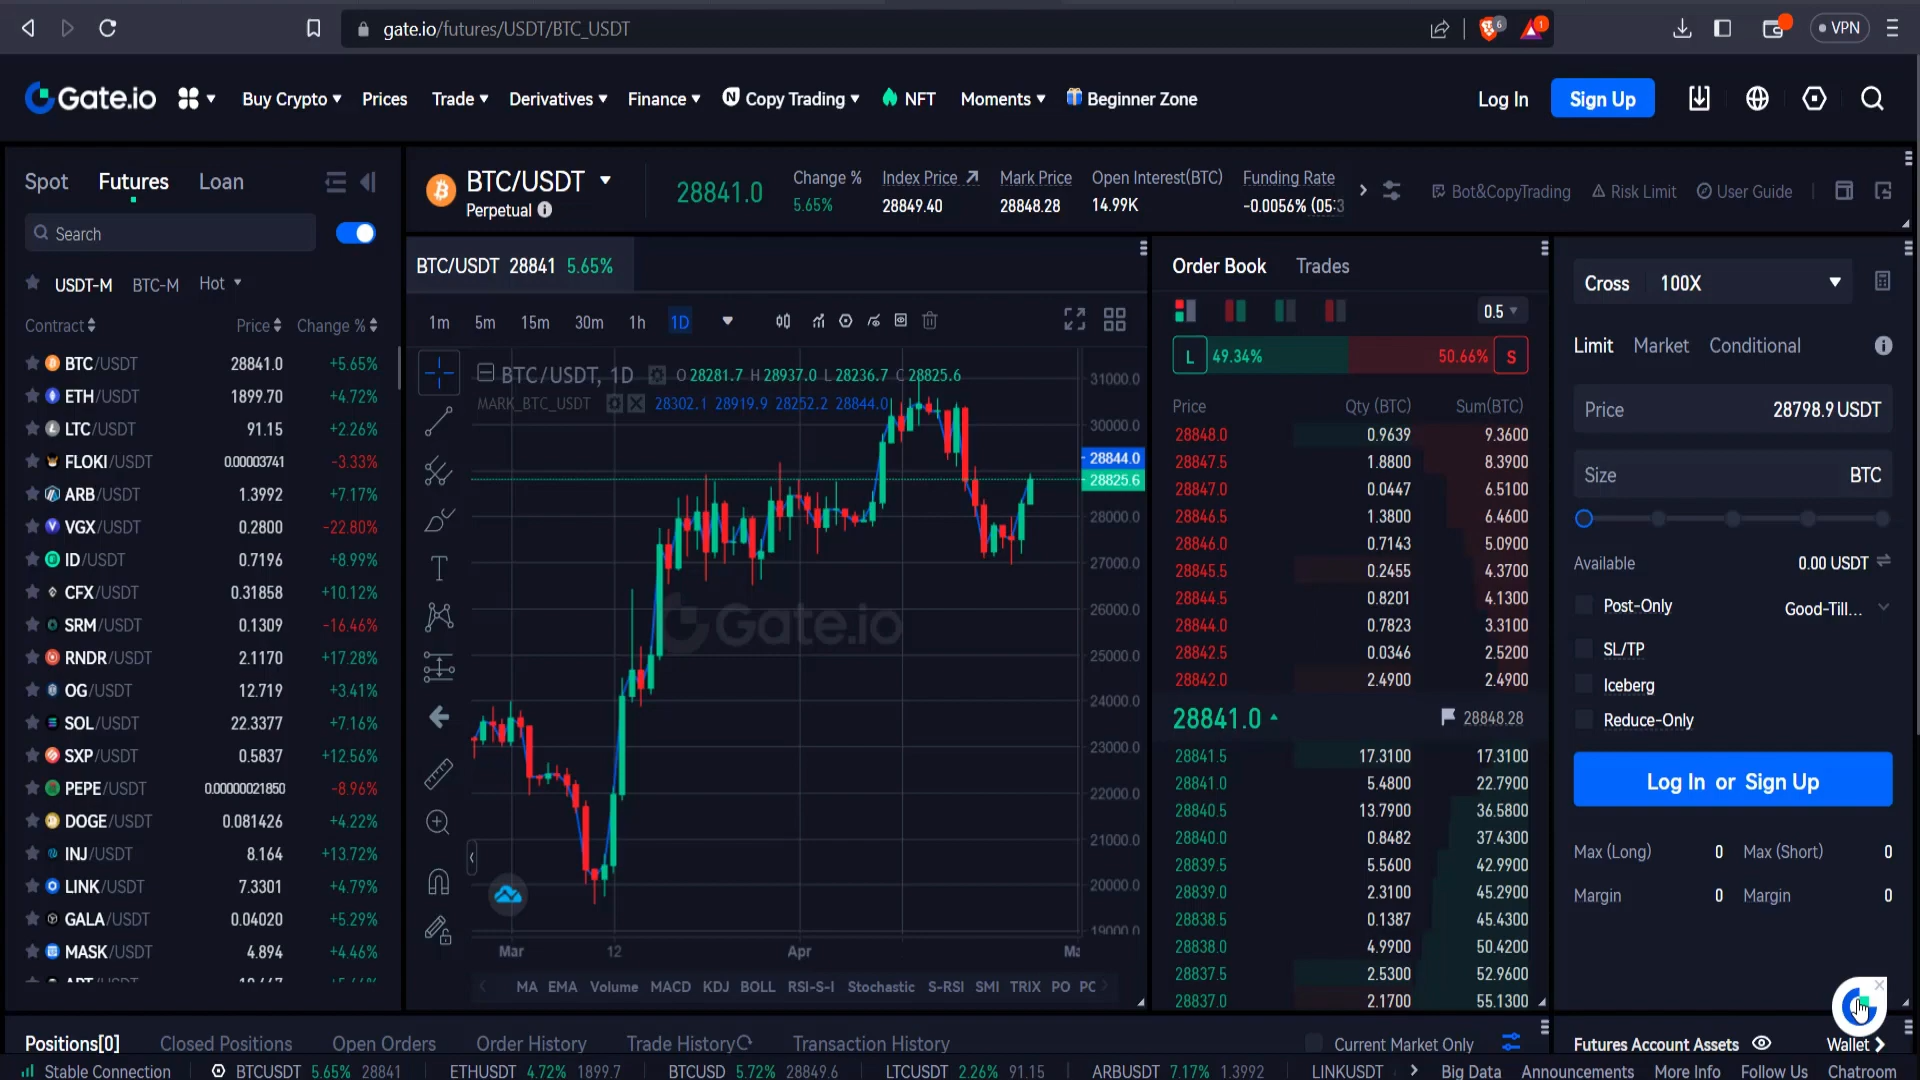 gate.io/futures/USDT/BTC_USDT
6
1
VPN
Gate.io
Buy Crypto
Prices
Trade
Derivatives
Finance
Copy Trading
NFT
Moments
Beginner Zone
Log In
Sign Up
Spot
Futures
Loan
Search
USDT-M
BTC-M
Hot
Contract Price Change %
BTC/USDT 28841.0 +5.65%
ETH/USDT 1899.70 +4.72%
LTC/USDT 91.15 +2.26%
FLOKI/USDT 0.00003741 -3.33%
ARB/USDT 1.3992 +7.17%
VGX/USDT 0.2800 -22.80%
ID/USDT 0.7196 +8.99%
CFX/USDT 0.31858 +10.12%
SRM/USDT 0.1309 -16.46%
RNDR/USDT 2.1170 +17.28%
OG/USDT 12.719 +3.41%
SOL/USDT 22.3377 +7.16%
SXP/USDT 0.5837 +12.56%
PEPE/USDT 0.00000021850 -8.96%
DOGE/USDT 0.081426 +4.22%
INJ/USDT 8.164 +13.72%
LINK/USDT 7.3301 +4.79%
GALA/USDT 0.04020 +5.29%
MASK/USDT 4.894 +4.46%
BTC/USDT
Perpetual
28841.0
Change %
5.65%
Index Price
28849.40
Mark Price
28848.28
Open Interest(BTC)
14.99K
Funding Rate
-0.0056% (05:3
Bot&CopyTrading
Risk Limit
User Guide
BTC/USDT 28841 5.65%
1m 5m 15m 30m 1h 1D
BTC/USDT, 1D O28281.7 H28937.0 L28236.7 C28825.6
MARK_BTC_USDT 28302.1 28919.9 28252.2 28844.0
31000.0
30000.0
28844.0
28825.6
28000.0
27000.0
26000.0
25000.0
24000.0
23000.0
22000.0
21000.0
20000.0
19000.0
Gate.io
Mar 12 Apr Ma
MA EMA Volume MACD KDJ BOLL RSI-S-I Stochastic S-RSI SMI TRIX PO PC
Order Book
Trades
0.5
L 49.34% 50.66% S
Price Qty (BTC) Sum(BTC)
28848.0 0.9639 9.3600
28847.5 1.8800 8.3900
28847.0 0.0447 6.5100
28846.5 1.3800 6.4600
28846.0 0.7143 5.0900
28845.5 0.2455 4.3700
28844.5 0.8201 4.1300
28844.0 0.7823 3.3100
28842.5 0.0346 2.5200
28842.0 2.4900 2.4900
28841.0 28848.28
28841.5 17.3100 17.3100
28841.0 5.4800 22.7900
28840.5 13.7900 36.5800
28840.0 0.8482 37.4300
28839.5 5.5600 42.9900
28839.0 2.3100 45.2900
28838.5 0.1387 45.4300
28838.0 4.9900 50.4200
28837.5 2.5300 52.9600
28837.0 2.1700 55.1300
Cross 100X
Limit Market Conditional
Price 28798.9 USDT
Size BTC
Available 0.00 USDT
Post-Only Good-Till...
SL/TP
Iceberg
Reduce-Only
Log In or Sign Up
Max (Long) 0 Max (Short) 0
Margin 0 Margin 0
Positions[0]
Closed Positions
Open Orders
Order History
Trade History
Transaction History
Current Market Only
Futures Account Assets
Wallet
Stable Connection
BTCUSDT 5.65% 28841
ETHUSDT 4.72% 1899.7
BTCUSD 5.72% 28849.6
LTCUSDT 2.26% 91.15
ARBUSDT 7.17% 1.3992
LINKUSDT
Big Data
Announcements
More Info
Follow Us
Chatroom